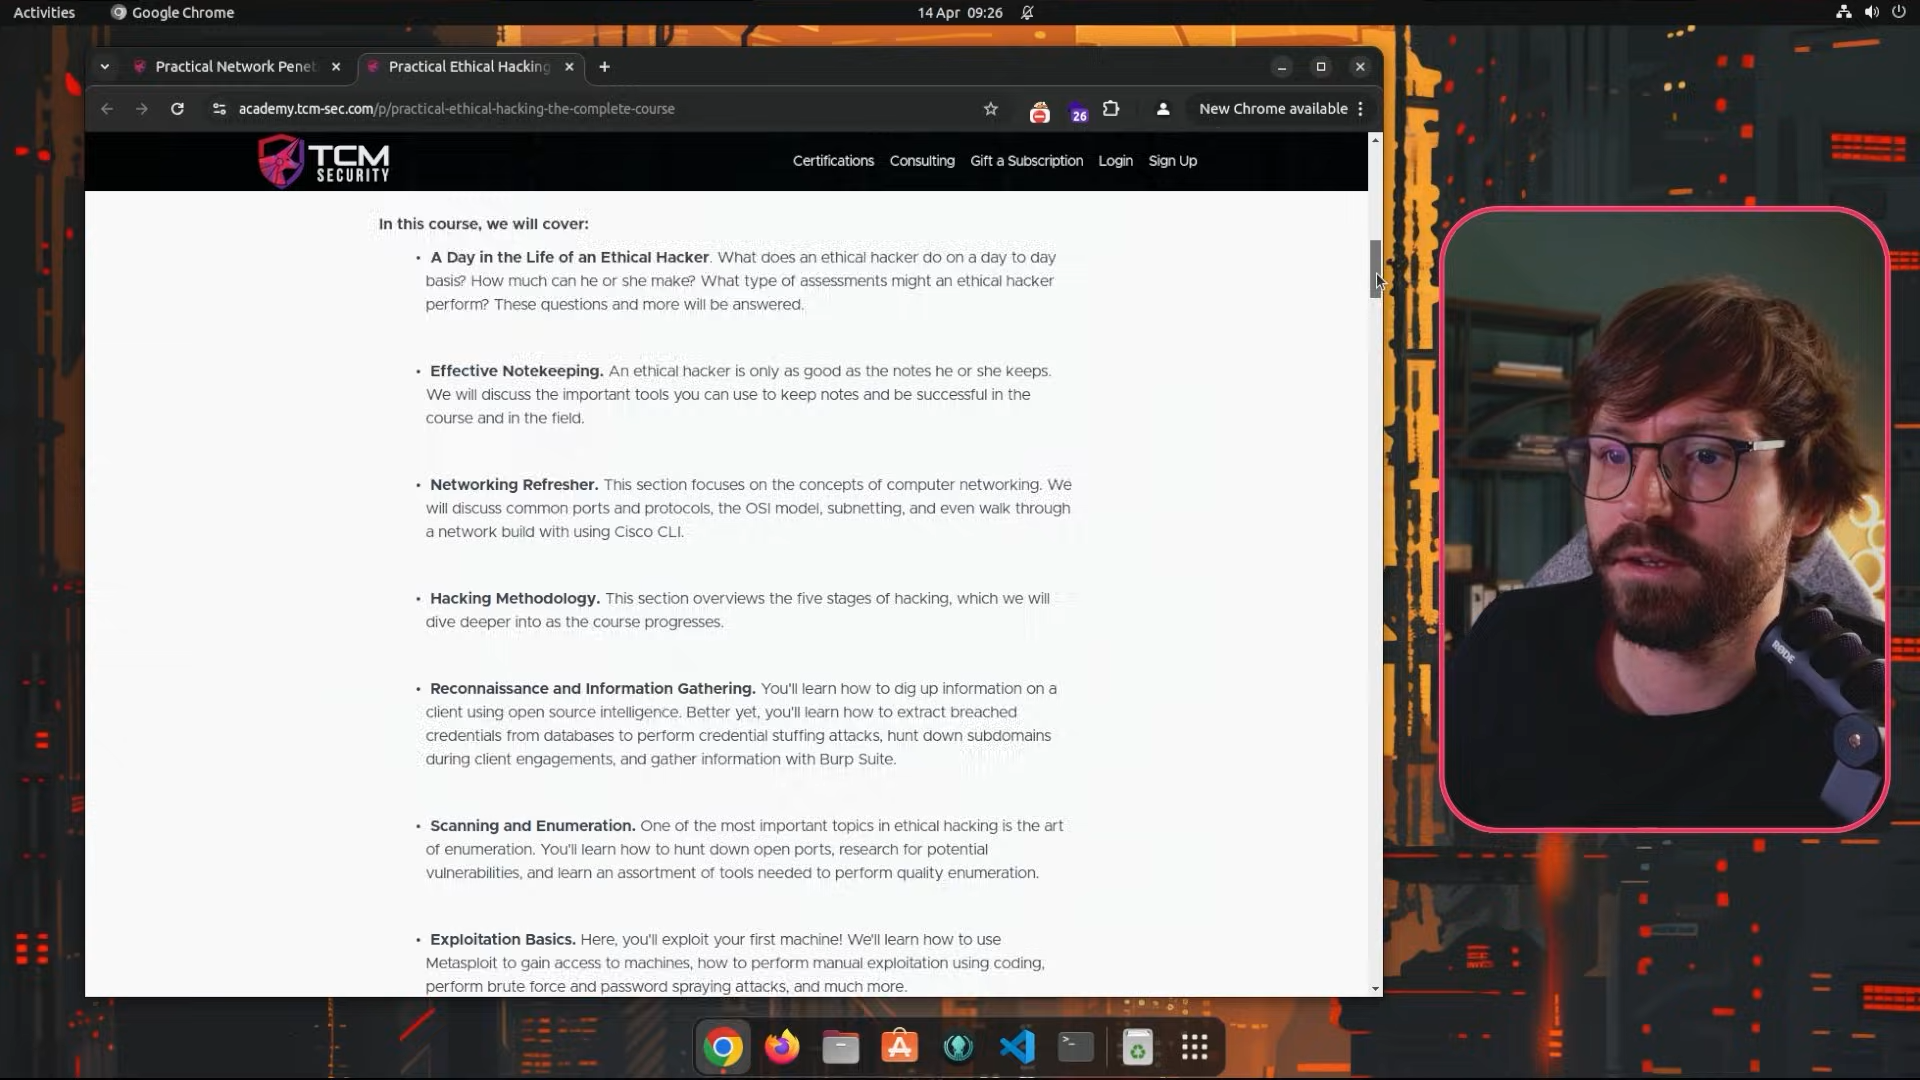 Activities
Google Chrome
14 Apr 09:26
Practical Network Penet
Practical Ethical Hacking
academy.tcm-sec.com/p/practical-ethical-hacking-the-complete-course
26
New Chrome available
TCM
SECURITY
Certifications
Consulting
Gift a Subscription
Login
Sign Up
In this course, we will cover:
• A Day in the Life of an Ethical Hacker. What does an ethical hacker do on a day to day
basis? How much can he or she make? What type of assessments might an ethical hacker
perform? These questions and more will be answered.
• Effective Notekeeping. An ethical hacker is only as good as the notes he or she keeps.
We will discuss the important tools you can use to keep notes and be successful in the
course and in the field.
• Networking Refresher. This section focuses on the concepts of computer networking. We
will discuss common ports and protocols, the OSI model, subnetting, and even walk through
a network build with using Cisco CLI.
• Hacking Methodology. This section overviews the five stages of hacking, which we will
dive deeper into as the course progresses.
• Reconnaissance and Information Gathering. You'll learn how to dig up information on a
client using open source intelligence. Better yet, you'll learn how to extract breached
credentials from databases to perform credential stuffing attacks, hunt down subdomains
during client engagements, and gather information with Burp Suite.
• Scanning and Enumeration. One of the most important topics in ethical hacking is the art
of enumeration. You'll learn how to hunt down open ports, research for potential
vulnerabilities, and learn an assortment of tools needed to perform quality enumeration.
• Exploitation Basics. Here, you'll exploit your first machine! We'll learn how to use
Metasploit to gain access to machines, how to perform manual exploitation using coding,
perform brute force and password spraying attacks, and much more.
RØDE